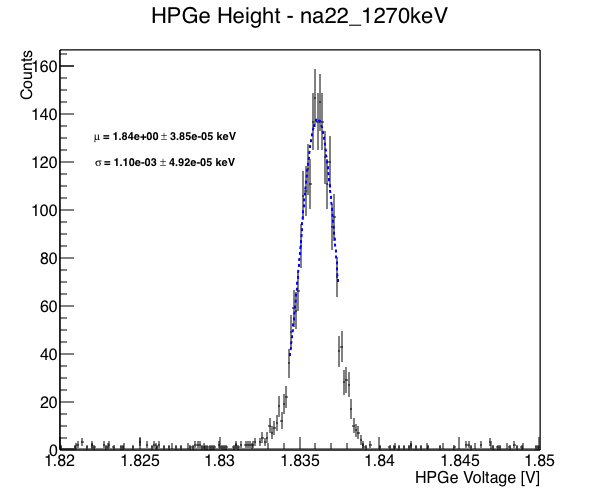 HPGe Height - na22_1270keV
Counts
160
140
120
100
80
60
40
20
0
μ = 1.84e+00 ± 3.85e-05 keV
σ = 1.10e-03 ± 4.92e-05 keV
1.82 1.825 1.83 1.835 1.84 1.845 1.85
HPGe Voltage [V]